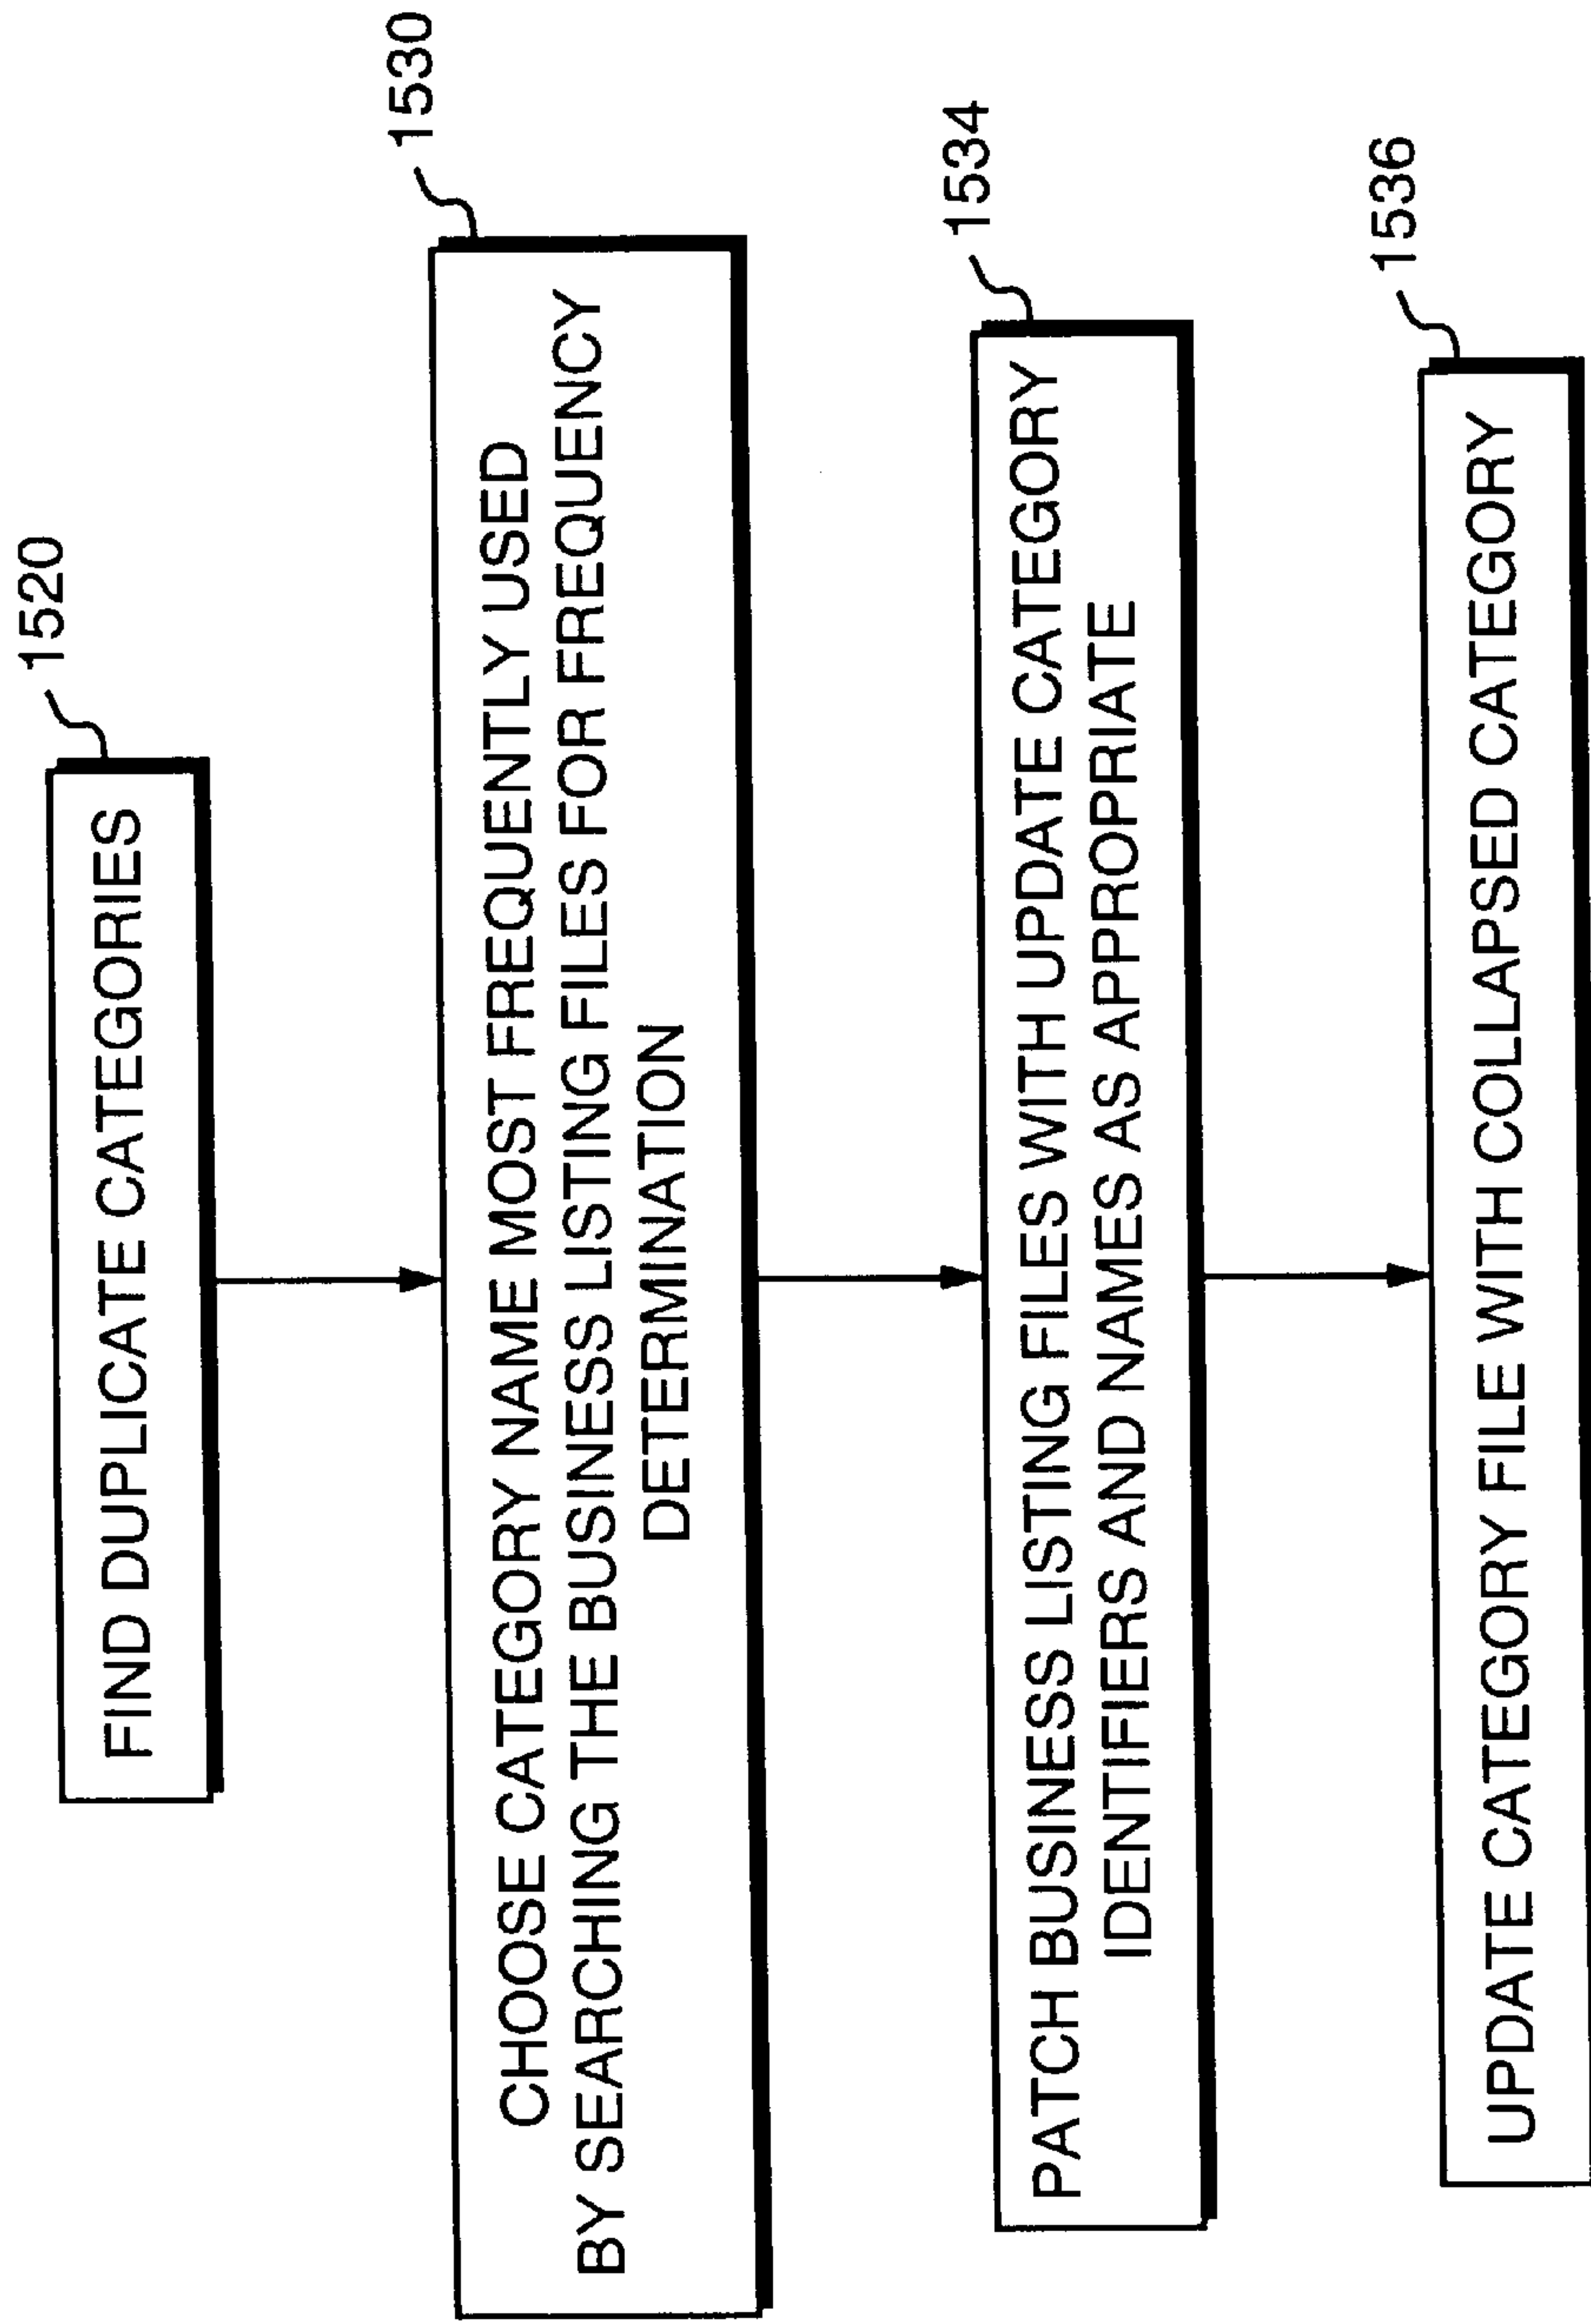 1520
FIND DUPLICATE CATEGORIES
1530
CHOOSE CATEGORY NAME MOST FREQUENTLY USED
BY SEARCHING THE BUSINESS LISTING FILES FOR FREQUENCY
DETERMINATION
1534
PATCH BUSINESS LISTING FILES WITH UPDATE CATEGORY
IDENTIFIERS AND NAMES AS APPROPRIATE
1536
UPDATE CATEGORY FILE WITH COLLAPSED CATEGORY